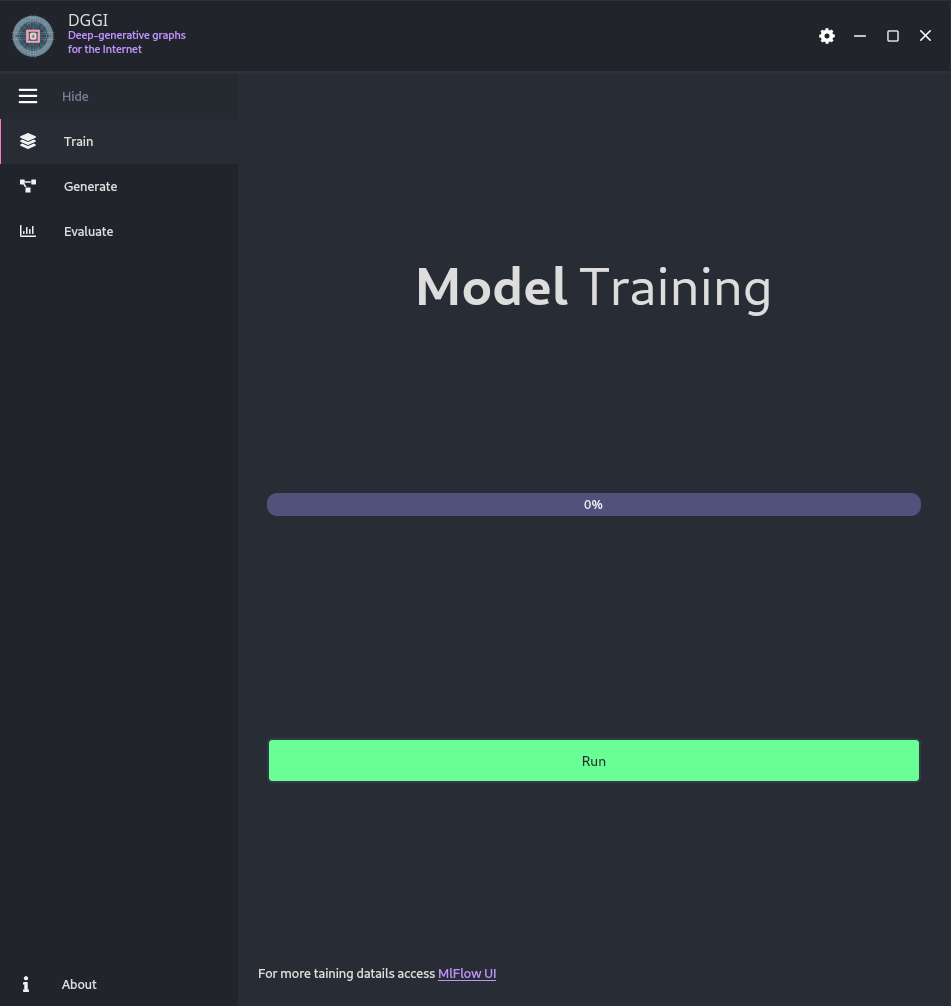 DGGI
Deep-generative graphs
for the Internet
Hide
Train
Generate
Evaluate
Model Training
0%
Run
For more taining datails access MlFlow UI
About